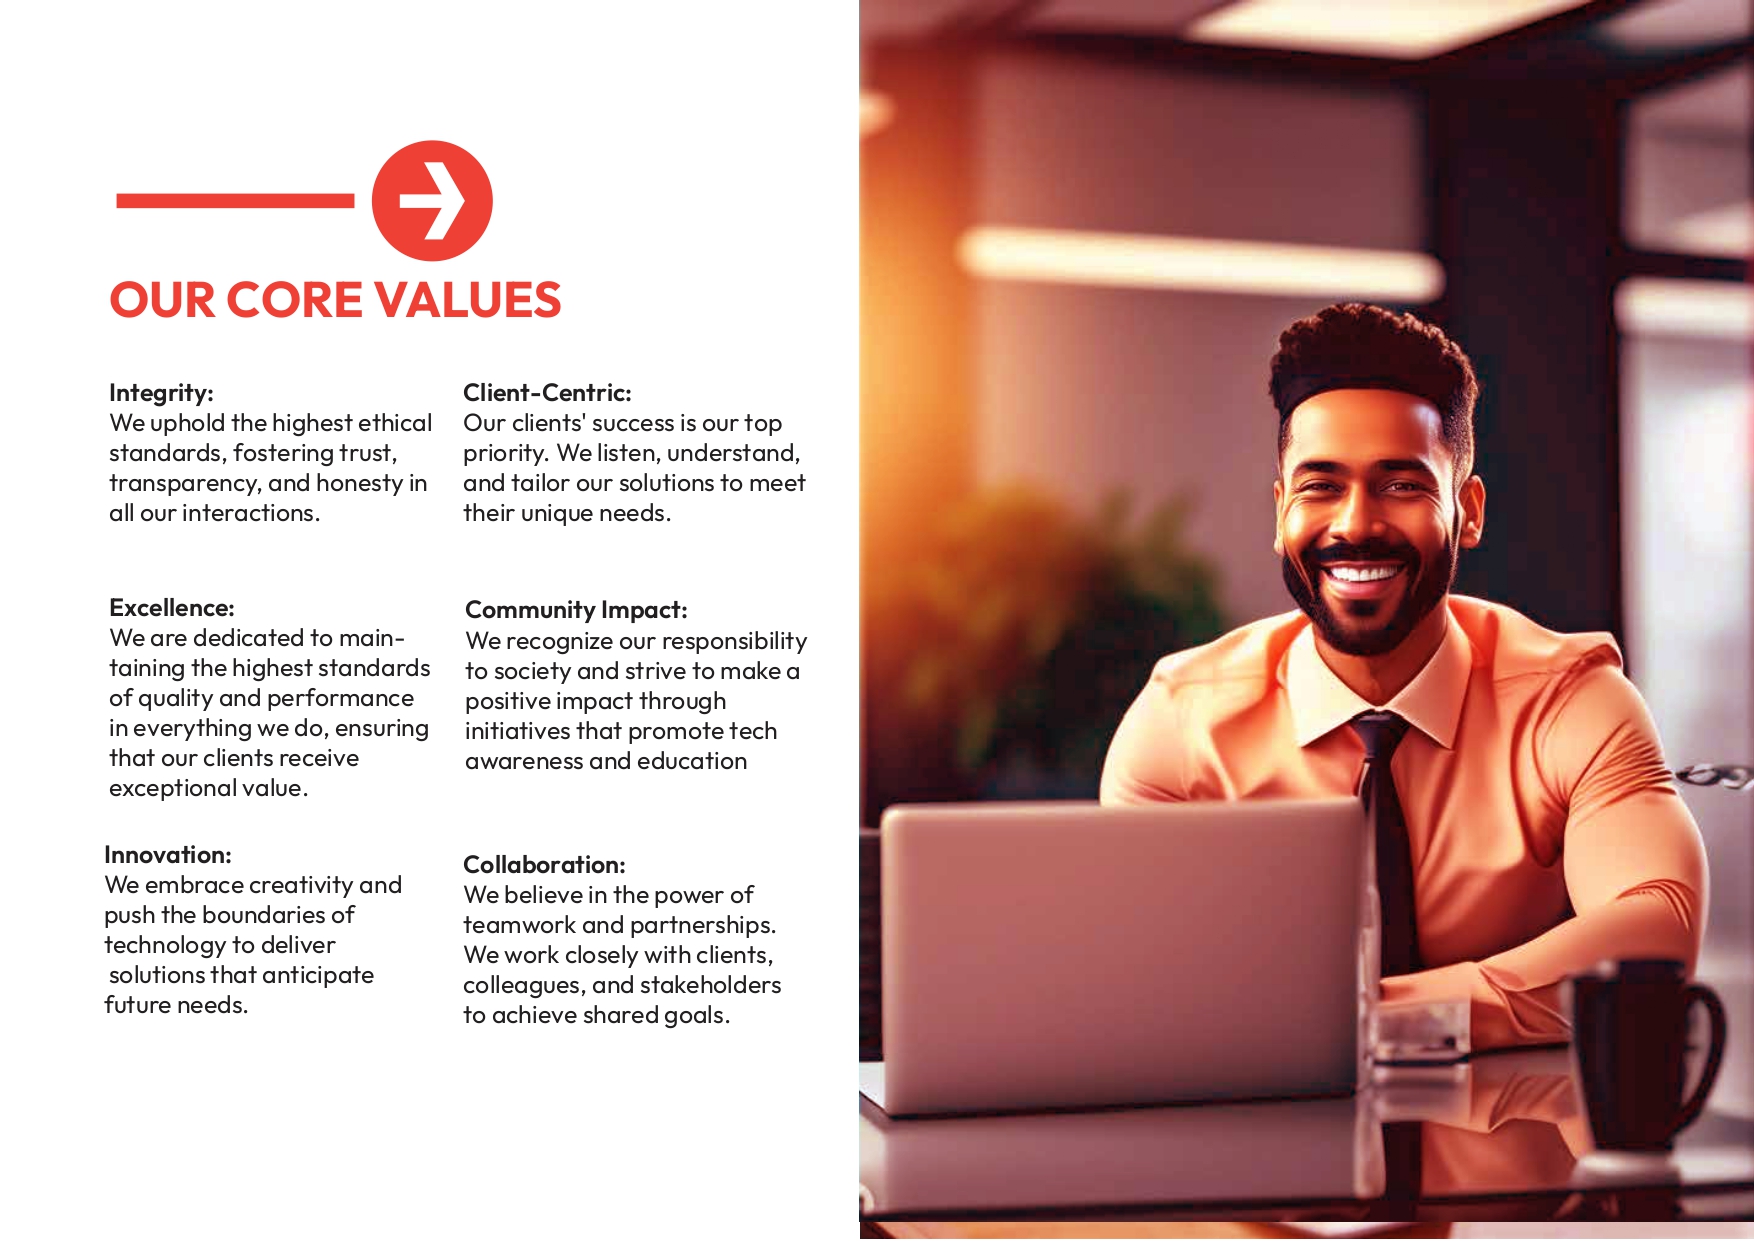 OUR CORE VALUES
Integrity:
We uphold the highest ethical
standards, fostering trust,
transparency, and honesty in
all our interactions.
Excellence:
We are dedicated to main-
taining the highest standards
of quality and performance
in everything we do, ensuring
that our clients receive
exceptional value.
Innovation:
We embrace creativity and
push the boundaries of
technology to deliver
solutions that anticipate
future needs.
Client-Centric:
Our clients' success is our top
priority. We listen, understand,
and tailor our solutions to meet
their unique needs.
Community Impact:
We recognize our responsibility
to society and strive to make a
positive impact through
initiatives that promote tech
awareness and education
Collaboration:
We believe in the power of
teamwork and partnerships.
We work closely with clients,
colleagues, and stakeholders
to achieve shared goals.